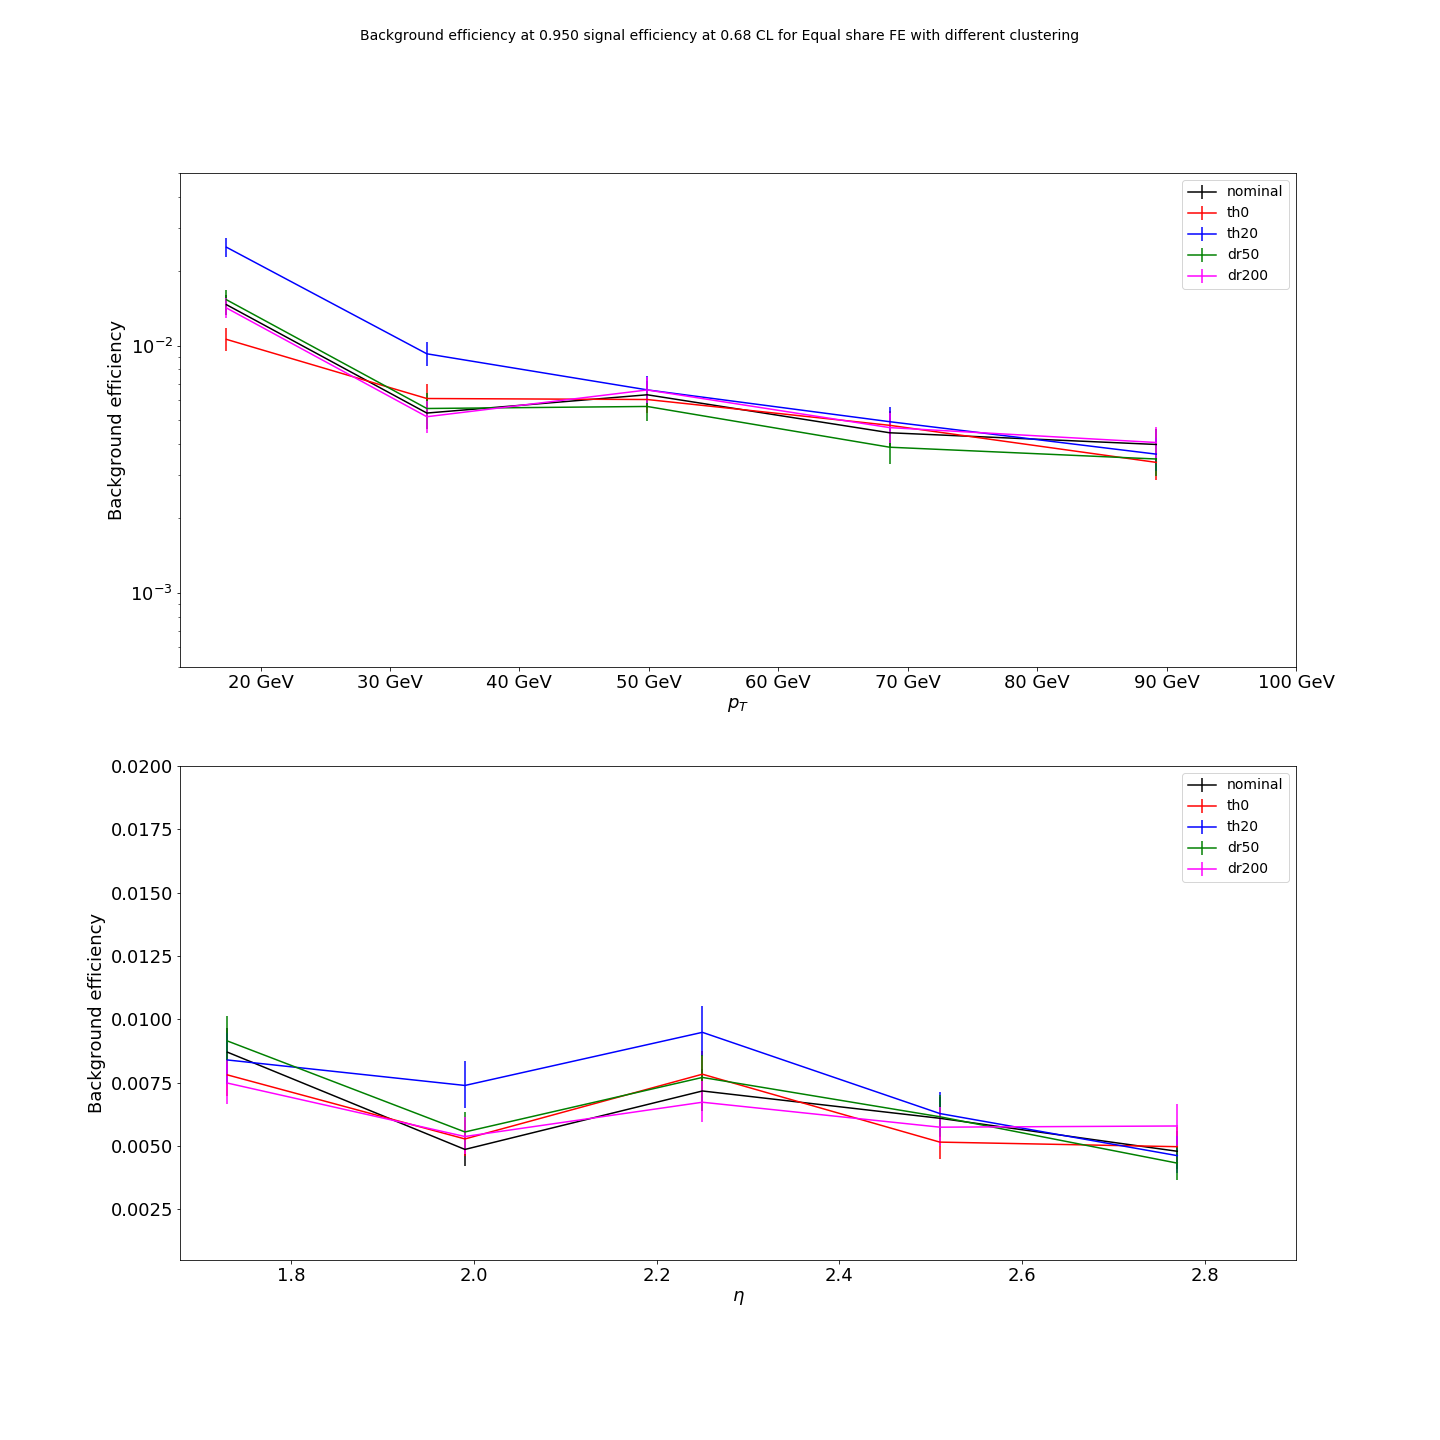 Background efficiency at 0.950 signal efficiency at 0.68 CL for Equal share FE with different clustering
nominal
th0
th20
dr50
dr200
Background efficiency
10⁻²
10⁻³
20 GeV 30 GeV 40 GeV 50 GeV 60 GeV 70 GeV 80 GeV 90 GeV 100 GeV
p_T
nominal
th0
th20
dr50
dr200
Background efficiency
0.0200
0.0175
0.0150
0.0125
0.0100
0.0075
0.0050
0.0025
1.8 2.0 2.2 2.4 2.6 2.8
η